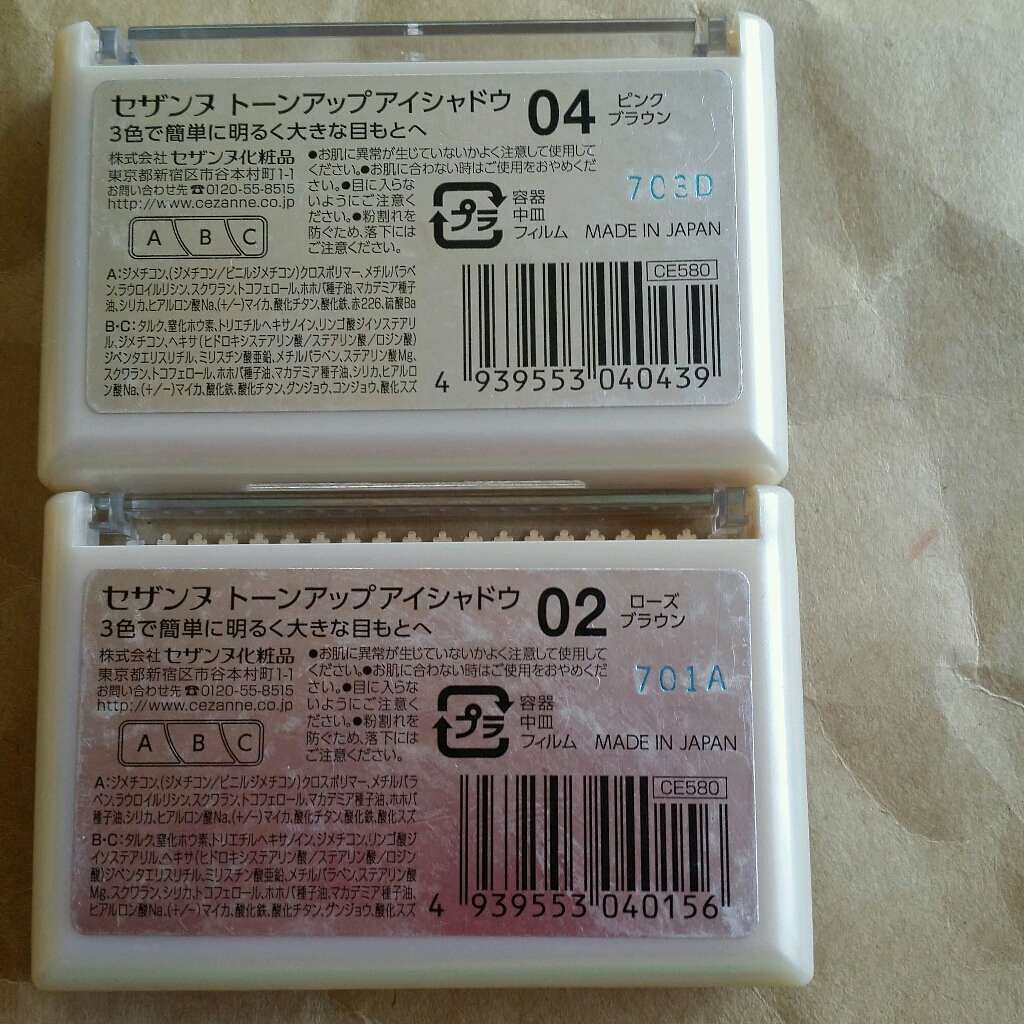 セザンヌ トーンアップアイシャドウ 04 ピンク
ブラウン
3色で簡単に明るく大きな目もとへ
株式会社 セザンヌ化粧品
東京都新宿区市谷本村町1-1
お問い合わせ先☎0120-55-8515
http://www.cezanne.co.jp
A B C
●お肌に異常が生じていないかよく注意して使用して
ください。●お肌に合わない時はご使用をおやめくだ
さい。●目に入らな
いようにご注意くだ
ださい。●粉割れを
防ぐため、落下には
ご注意ください。
プラ
容器
中皿
フィルム
703D
MADE IN JAPAN
CE580
A:ジメチコン、(ジメチコン/ビニルジメチコン)クロスポリマー、メチルパラベ
ン、ラウロイルリシン、スクワラン、トコフェロール、ホホバ種子油、マカデミア種子
油、シリカ、ヒアルロン酸Na、(+/-)マイカ、酸化チタン、酸化鉄、赤226、硫酸Ba
B・C:タルク、窒化ホウ素、トリエチルヘキサノイン、リンゴ酸ジイソステアリ
ル、ジメチコン、ヘキサ(ヒドロキシステアリン酸/ステアリン酸/ロジン酸)
ジペンタエリスリチル、ミリスチン酸亜鉛、メチルパラベン、ステアリン酸Mg、
スクワラン、トコフェロール、ホホバ種子油、マカデミア種子油、シリカ、ヒアルロ
ン酸Na、(+/-)マイカ、酸化鉄、酸化チタン、グンジョウ、コンジョウ、酸化スズ
4 939553 040439
セザンヌ トーンアップアイシャドウ 02 ローズ
ブラウン
3色で簡単に明るく大きな目もとへ
株式会社 セザンヌ化粧品
東京都新宿区市谷本村町1-1
お問い合わせ先☎0120-55-8515
http://www.cezanne.co.jp
A B C
●お肌に異常が生じていないかよく注意して使用して
ください。●お肌に合わない時はご使用をおやめくだ
さい。●目に入らな
いようにご注意く
ださい。●粉割れを
防ぐため、落下には
ご注意ください。
プラ
容器
中皿
フィルム
701A
MADE IN JAPAN
CE580
A:ジメチコン、(ジメチコン/ビニルジメチコン)クロスポリマー、メチルパラ
ベン、ラウロイルリシン、スクワラン、トコフェロール、マカデミア種子油、ホホバ
種子油、シリカ、ヒアルロン酸Na、(+/-)マイカ、酸化チタン、酸化鉄、酸化スズ
B・C:タルク、窒化ホウ素、トリエチルヘキサノイン、ジメチコン、リンゴ酸ジ
イソステアリル、ヘキサ(ヒドロキシステアリン酸/ステアリン酸/ロジン
酸)ジペンタエリスリチル、ミリスチン酸亜鉛、メチルパラベン、ステアリン酸
Mg、スクワラン、シリカ、トコフェロール、ホホバ種子油、マカデミア種子油、
ヒアルロン酸Na、(+/-)マイカ、酸化鉄、酸化チタン、グンジョウ、酸化スズ
4 939553 040156